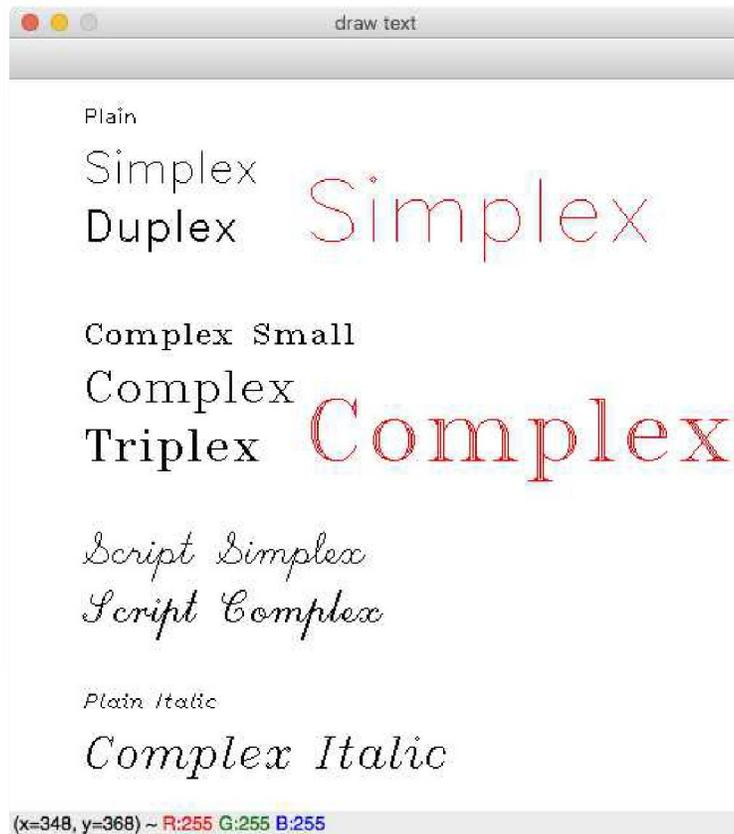 draw text
Plain
Simplex
Simplex
Duplex
Complex Small
Complex
Complex
Triplex
Script Simplex
Script Complex
Plain Italic
Complex Italic
(x=348, y=368) ~ R:255 G:255 B:255